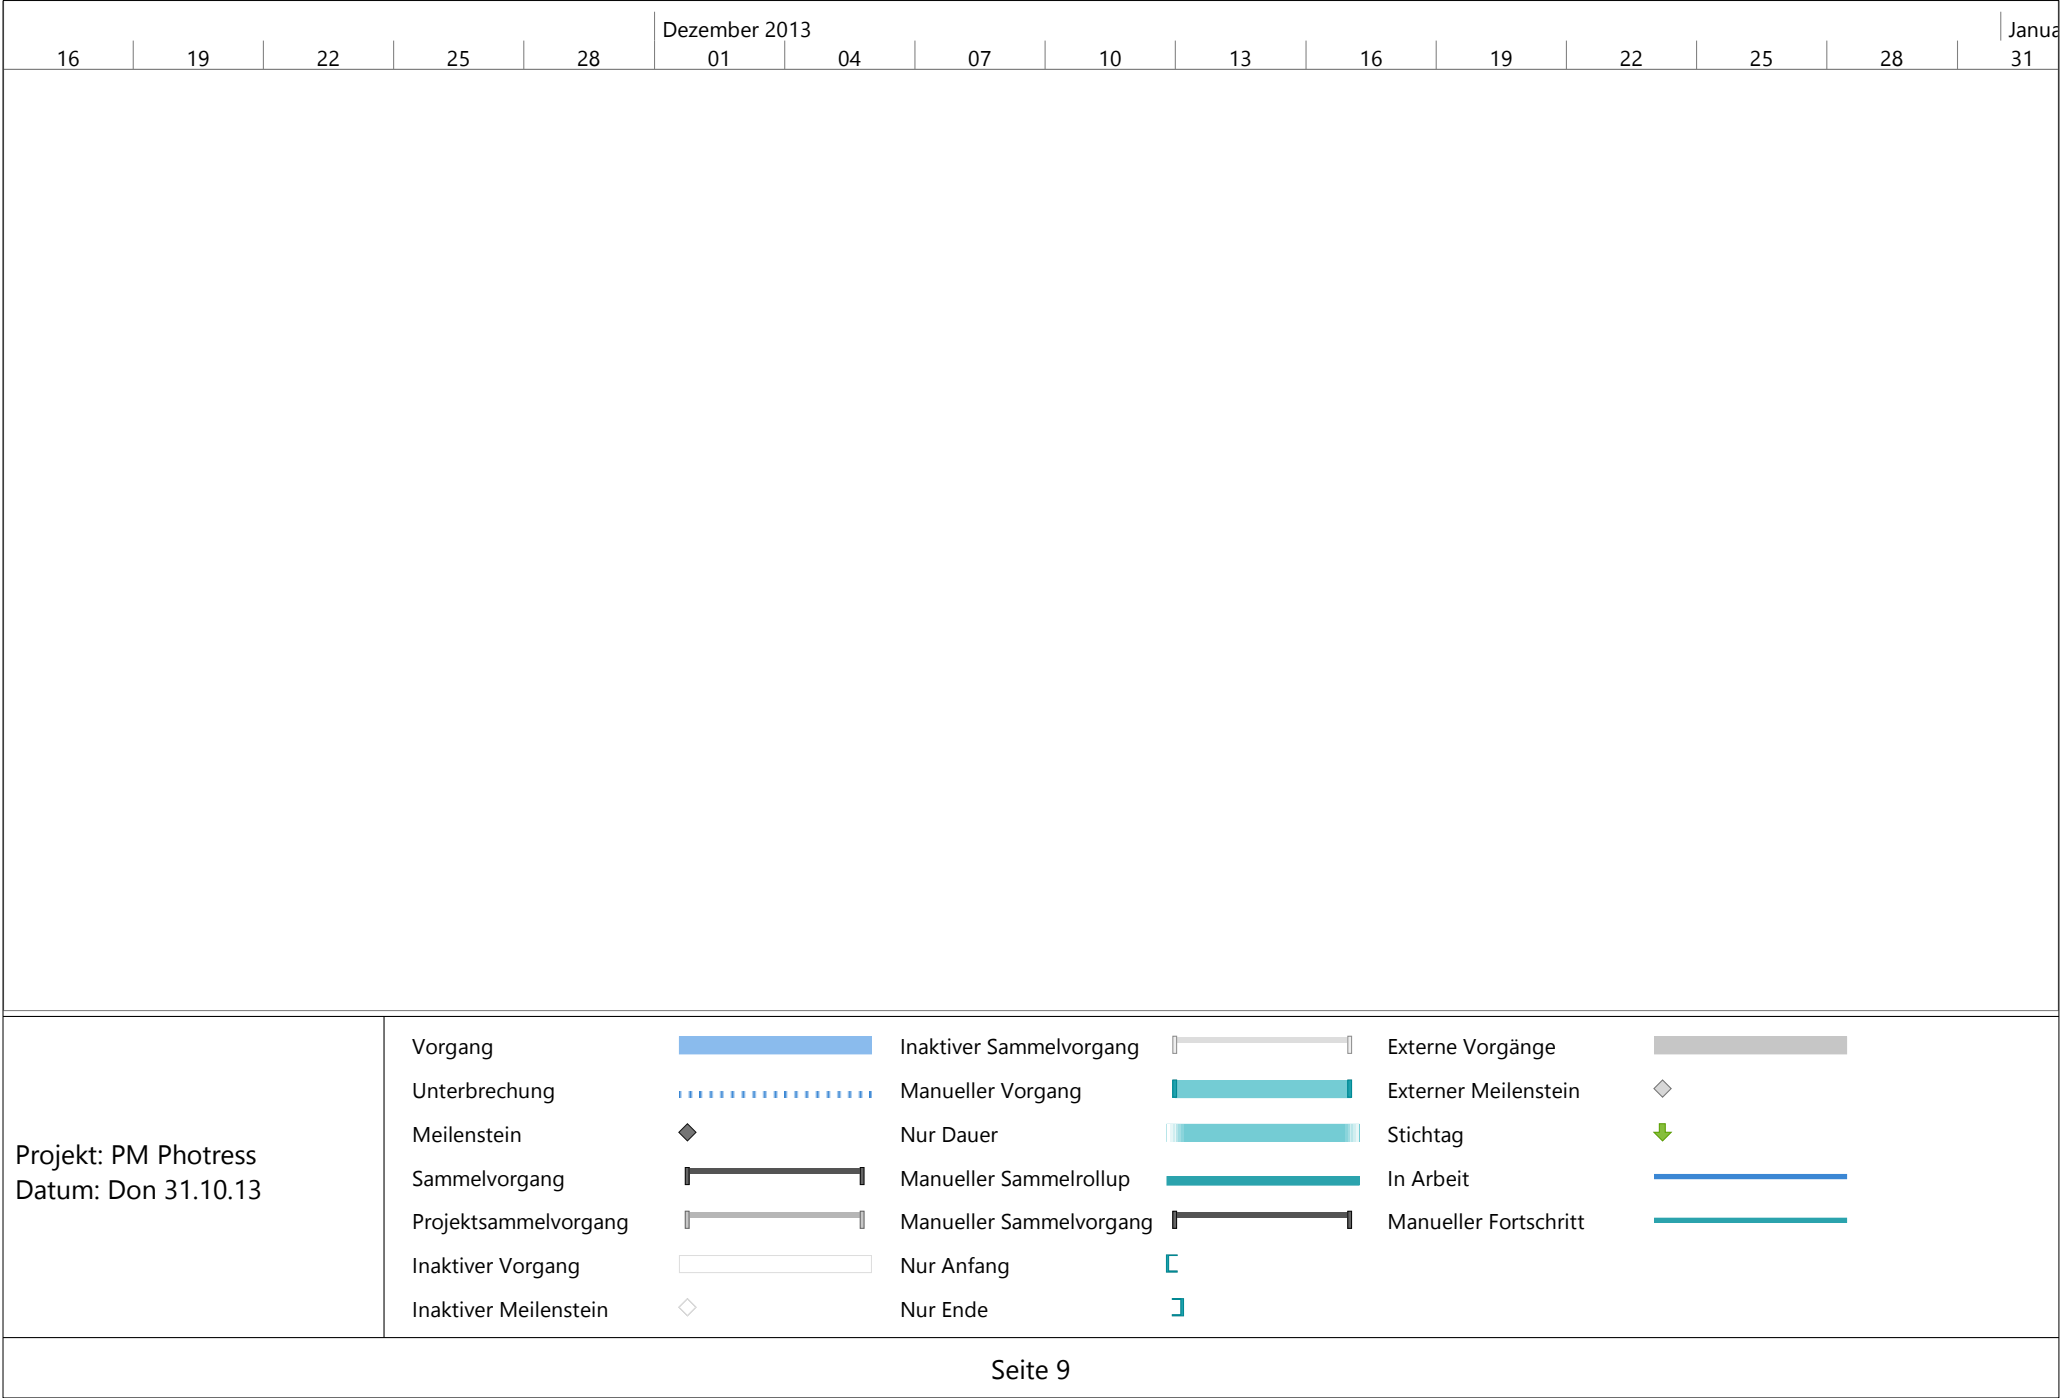 Dezember 2013 Janua
16 19 22 25 28 01 04 07 10 13 16 19 22 25 28 31
Vorgang Inaktiver Sammelvorgang Externe Vorgänge
Unterbrechung Manueller Vorgang Externer Meilenstein
Meilenstein Nur Dauer Stichtag
Projekt: PM Photress
Datum: Don 31.10.13
Sammelvorgang Manueller Sammelrollup In Arbeit
Projektsammelvorgang Manueller Sammelvorgang Manueller Fortschritt
Inaktiver Vorgang Nur Anfang
Inaktiver Meilenstein Nur Ende
Seite 9